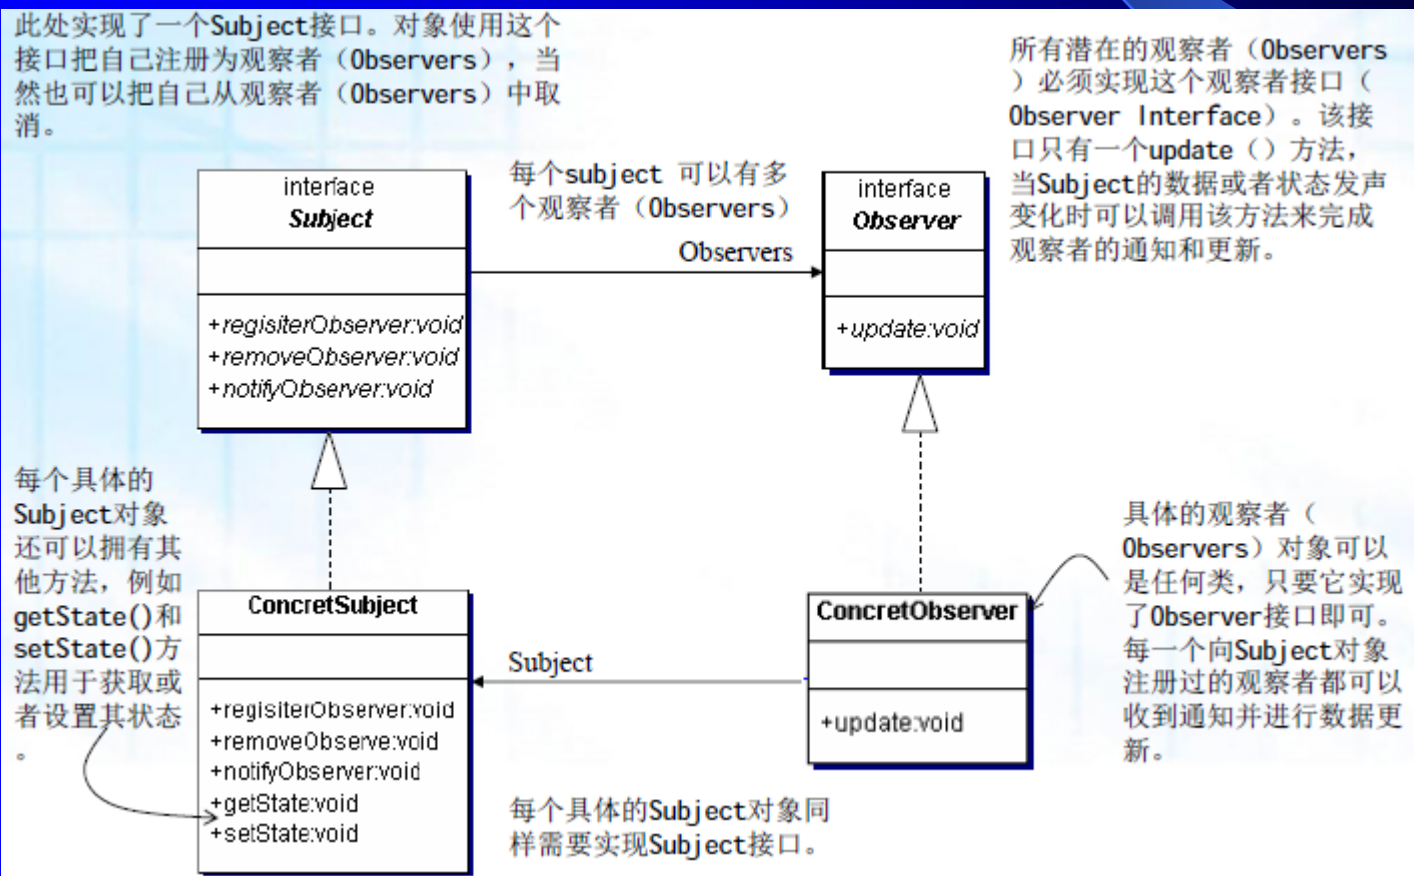 此处实现了一个Subject接口。对象使用这个
接口把自己注册为观察者（Observers），当
然也可以把自己从观察者（Observers）中取
消。
所有潜在的观察者（Observers
）必须实现这个观察者接口（
Observer Interface）。该接
口只有一个update（）方法，
当Subject的数据或者状态发声
变化时可以调用该方法来完成
观察者的通知和更新。
每个subject 可以有多
个观察者（Observers）
Observers
interface
Subject
+regisiterObserver:void
+removeObserver:void
+notifyObserver:void
interface
Observer
+update:void
每个具体的
Subject对象
还可以拥有其
他方法，例如
getState()和
setState()方
法用于获取或
者设置其状态
。
ConcretSubject
+regisiterObserver:void
+removeObserve:void
+notifyObserver:void
+getState:void
+setState:void
Subject
ConcretObserver
+update:void
具体的观察者（
Observers）对象可以
是任何类，只要它实现
了Observer接口即可。
每一个向Subject对象
注册过的观察者都可以
收到通知并进行数据更
新。
每个具体的Subject对象同
样需要实现Subject接口。